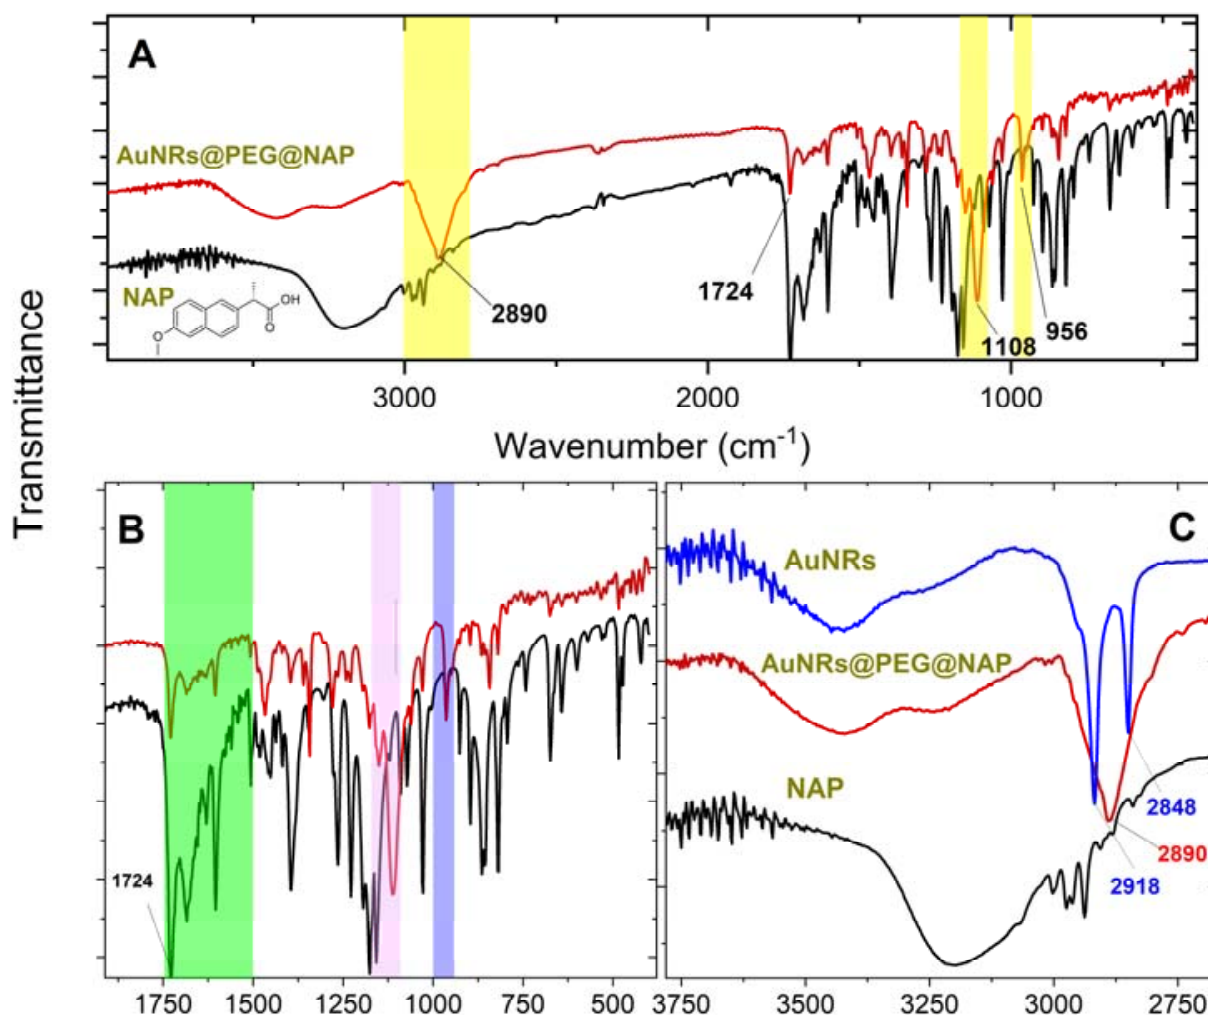 A
AuNRs@PEG@NAP
NAP
OH
O
O
2890
1724
1108
956
3000
2000
1000
Wavenumber (cm⁻¹)
Transmittance
B
1724
1750
1500
1250
1000
750
500
C
AuNRs
AuNRs@PEG@NAP
NAP
2848
2890
2918
3750
3500
3250
3000
2750